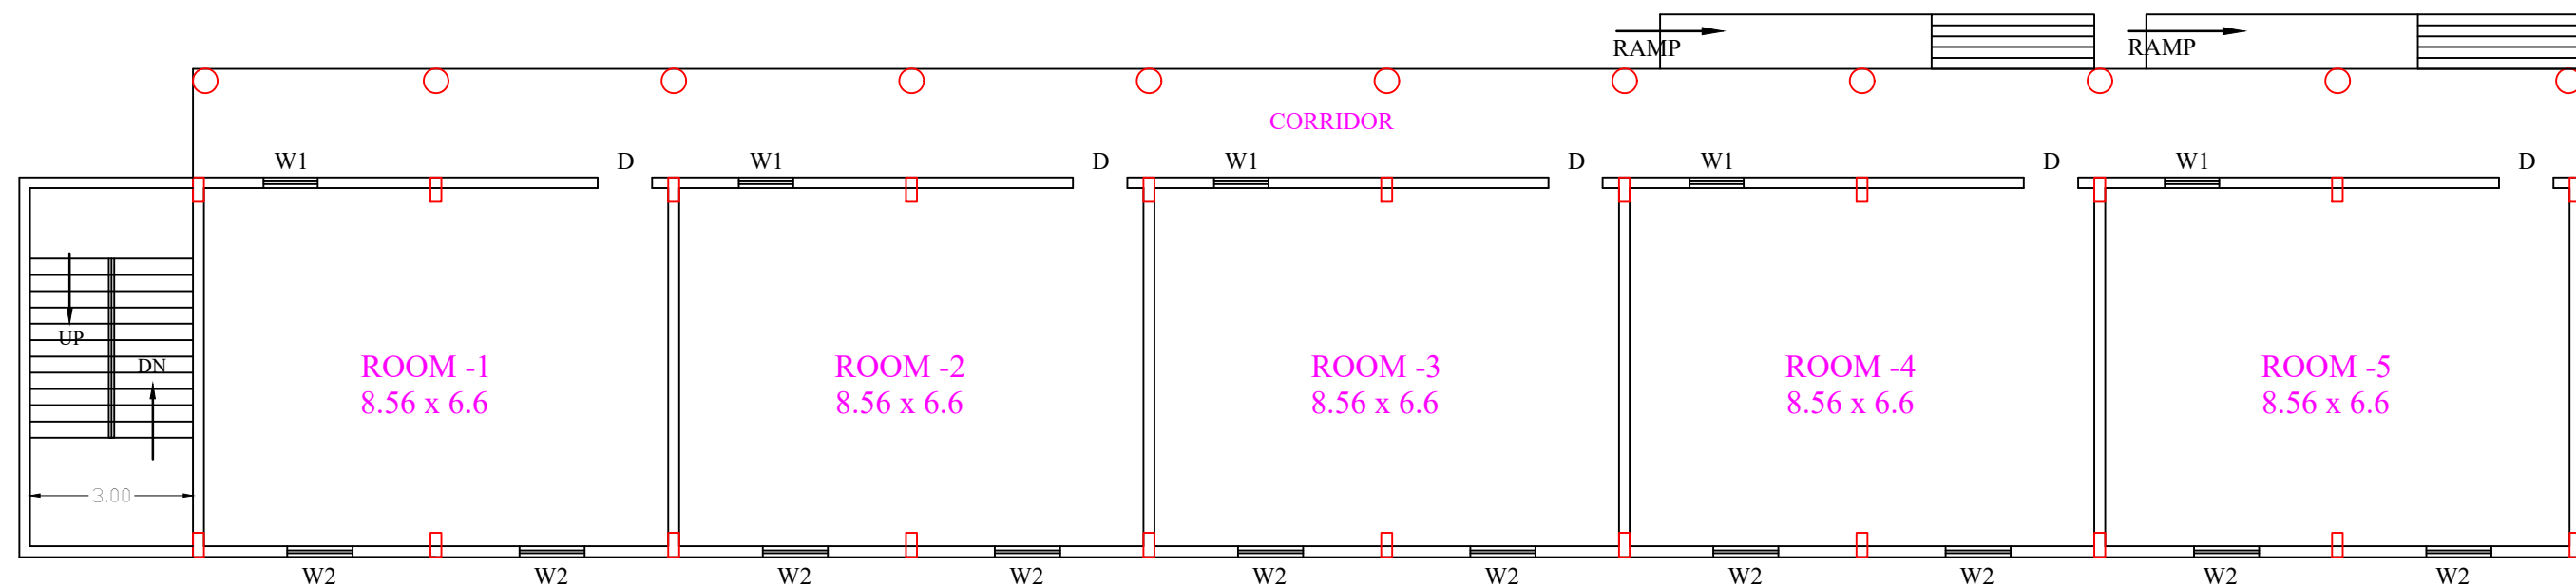 RAMP
RAMP
CORRIDOR
W1
D
W1
D
W1
D
W1
D
W1
D
UP
DN
ROOM -1
8.56 x 6.6
ROOM -2
8.56 x 6.6
ROOM -3
8.56 x 6.6
ROOM -4
8.56 x 6.6
ROOM -5
8.56 x 6.6
3.00
W2
W2
W2
W2
W2
W2
W2
W2
W2
W2